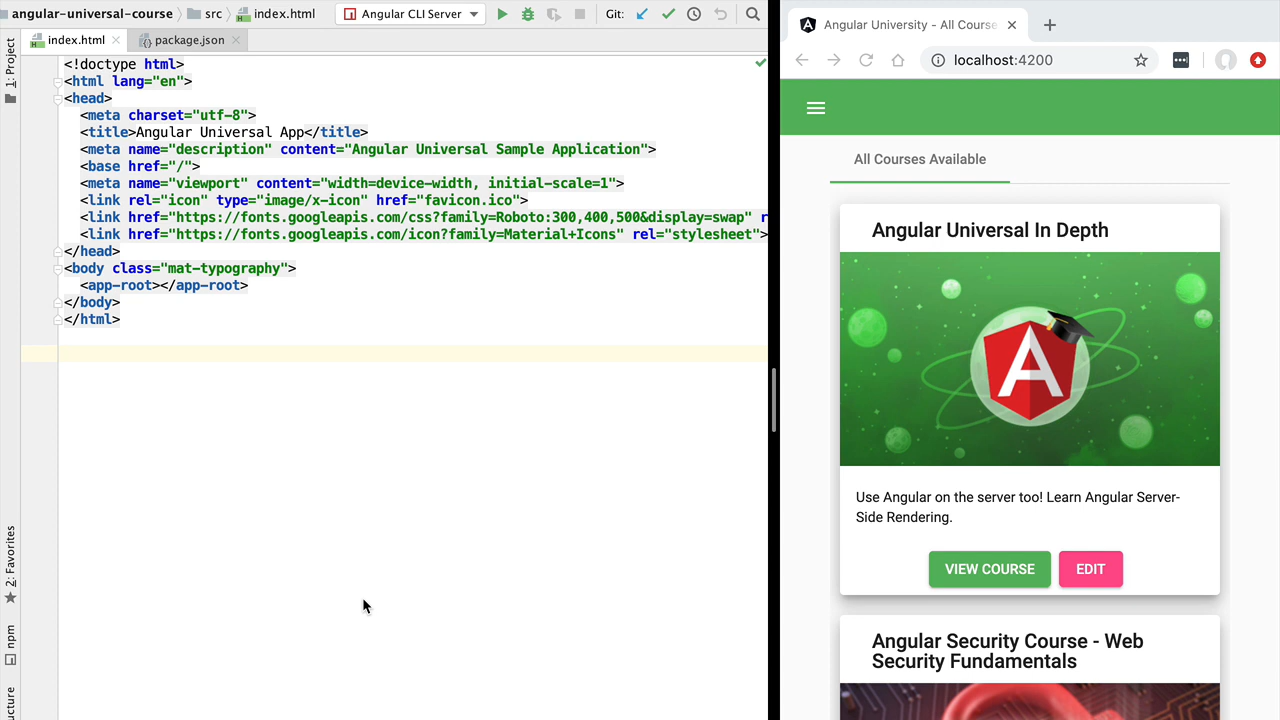 angular-universal-course
src
index.html
Angular CLI Server
Git:
index.html
package.json
1: Project
2: Favorites
npm
<!doctype html>
<html lang="en">
<head>
<meta charset="utf-8">
<title>Angular Universal App</title>
<meta name="description" content="Angular Universal Sample Application">
<base href="/">
<meta name="viewport" content="width=device-width, initial-scale=1">
<link rel="icon" type="image/x-icon" href="favicon.ico">
<link href="https://fonts.googleapis.com/css?family=Roboto:300,400,500&display=swap" r
<link href="https://fonts.googleapis.com/icon?family=Material+Icons" rel="stylesheet">
</head>
<body class="mat-typography">
<app-root></app-root>
</body>
</html>
Angular University - All Course
localhost:4200
All Courses Available
Angular Universal In Depth
A
Use Angular on the server too! Learn Angular Server-
Side Rendering.
VIEW COURSE
EDIT
Angular Security Course - Web
Security Fundamentals